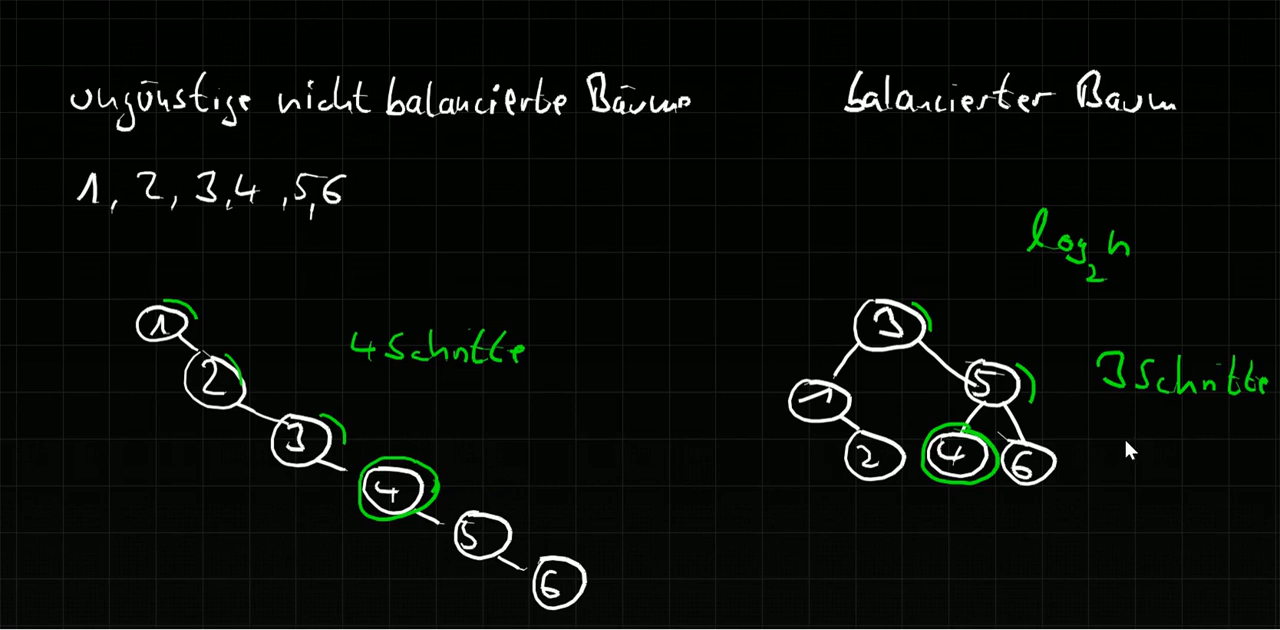 ungünstige nicht balancierte Bäume
1, 2, 3, 4, 5, 6
1
2
3
4
5
6
4 Schritte
balancierter Baum
log₂n
3
1
5
2
4
6
3 Schritte